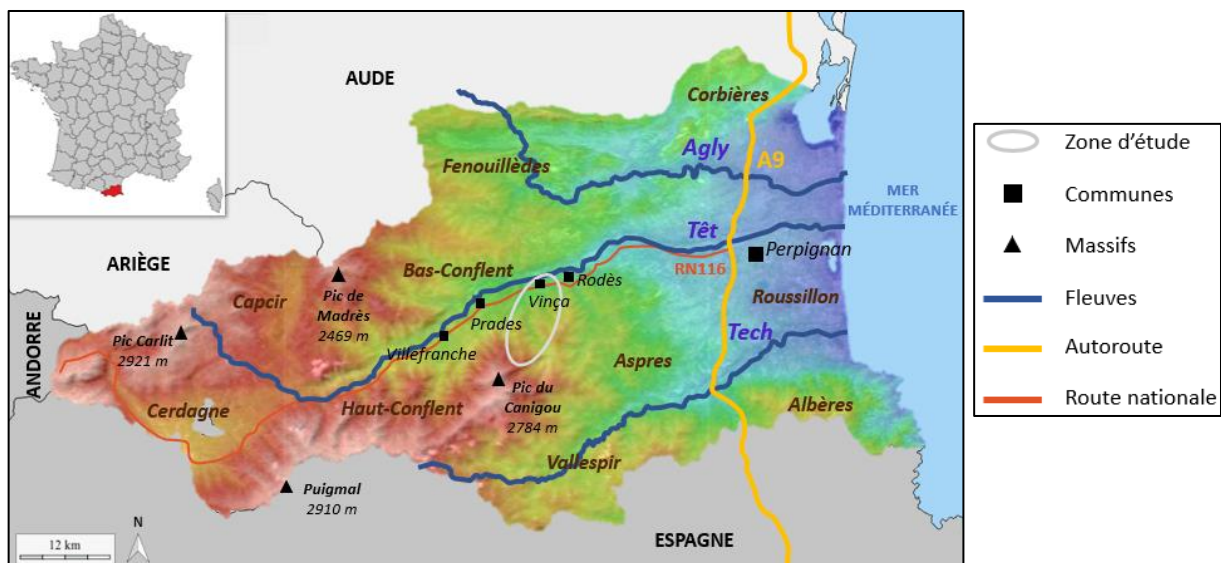 AUDE
Corbières
Agly
A9
Fenouillèdes
MER
MÉDITERRANÉE
Têt
Perpignan
RN116
ARIÈGE
Bas-Conflent
Rodès
Vinça
Capcir
Pic de
Madrès
2469 m
Prades
Roussillon
Pic Carlit
2921 m
Villefranche
Tech
ANDORRE
Aspres
Pic du
Canigou
2784 m
Cerdagne
Haut-Conflent
Albères
Vallespir
Puigmal
2910 m
N
12 km
ESPAGNE
Zone d'étude
Communes
Massifs
Fleuves
Autoroute
Route nationale